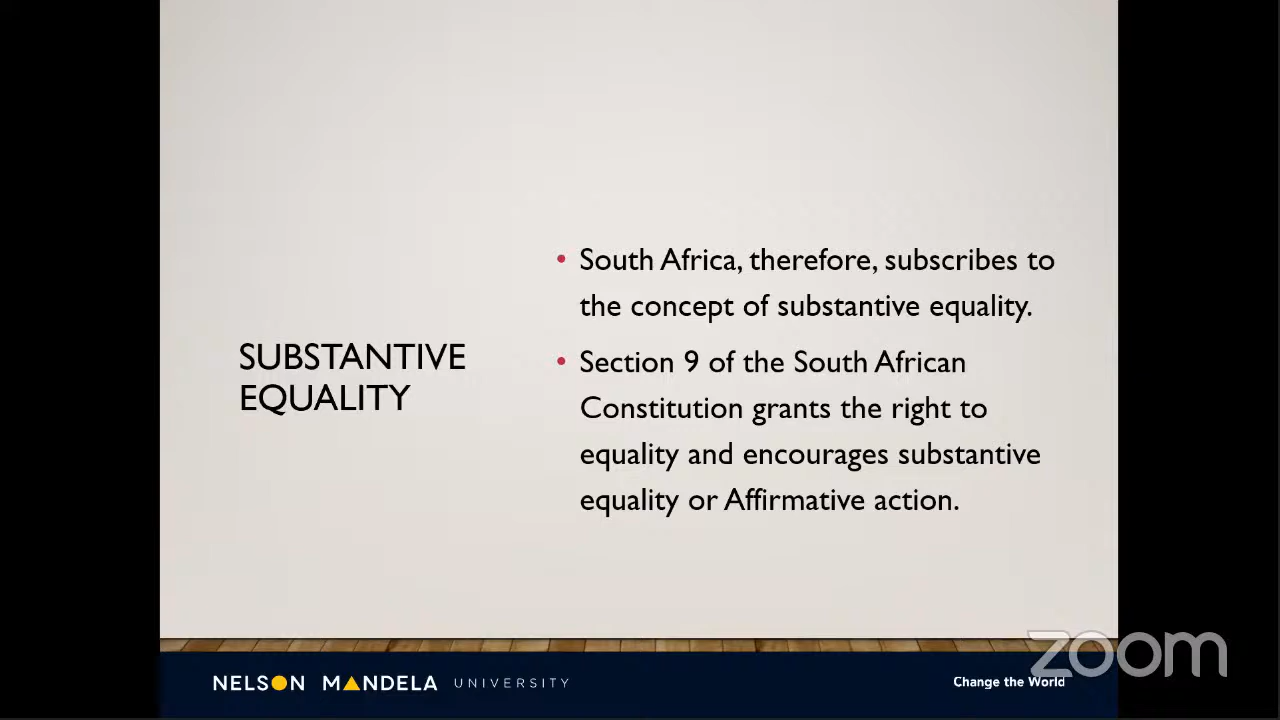 SUBSTANTIVE
EQUALITY
• South Africa, therefore, subscribes to
the concept of substantive equality.
• Section 9 of the South African
Constitution grants the right to
equality and encourages substantive
equality or Affirmative action.
NELSON MANDELA UNIVERSITY
Change the World
zoom